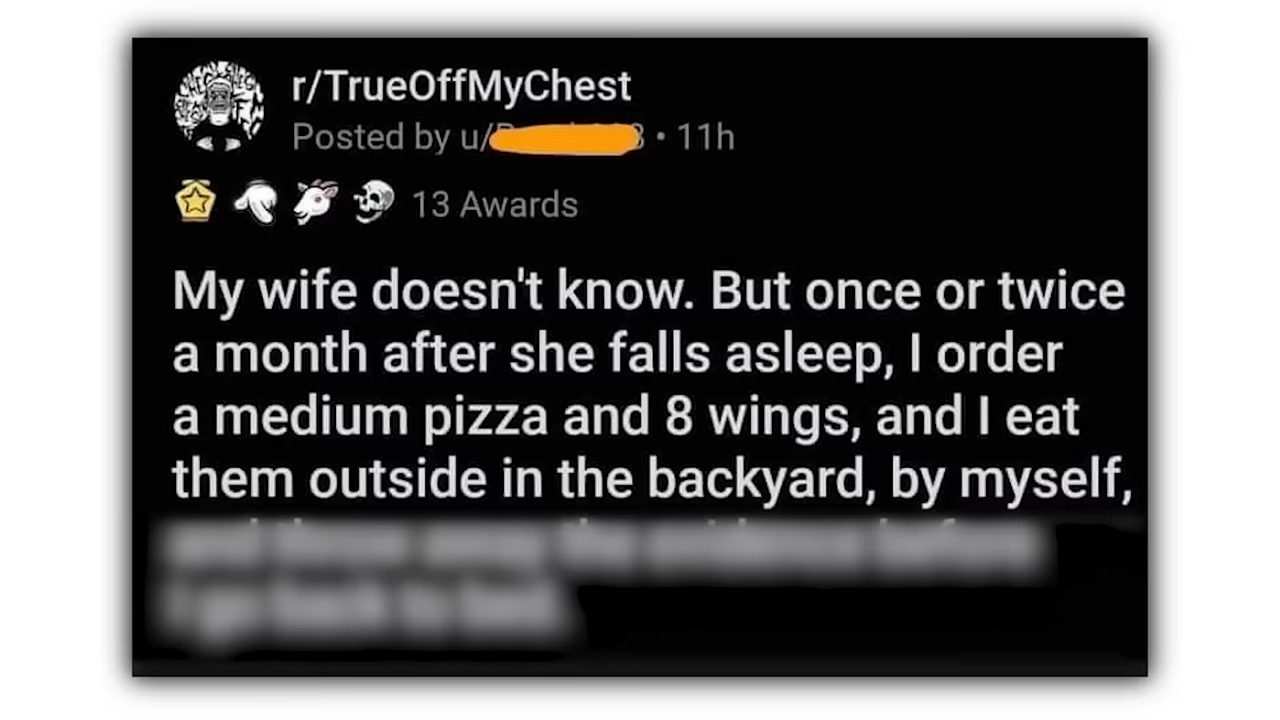 r/TrueOffMyChest
Posted by u/ • 11h
13 Awards
My wife doesn't know. But once or twice
a month after she falls asleep, I order
a medium pizza and 8 wings, and I eat
them outside in the backyard, by myself,